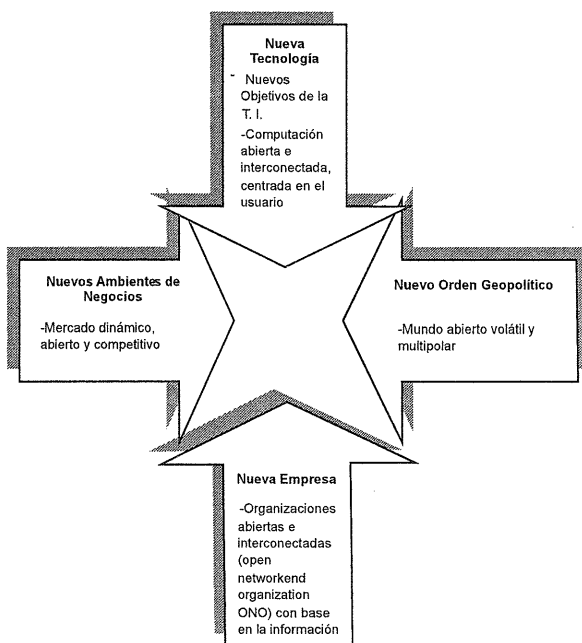 Nueva
Tecnología
- Nuevos
Objetivos de la
T. I.
-Computación
abierta e
interconectada,
centrada en el
usuario
Nuevos Ambientes de
Negocios
-Mercado dinámico,
abierto y competitivo
Nuevo Orden Geopolítico
-Mundo abierto volátil y
multipolar
Nueva Empresa
-Organizaciones
abiertas e
interconectadas
(open
networkend
organization
ONO) con base
en la información